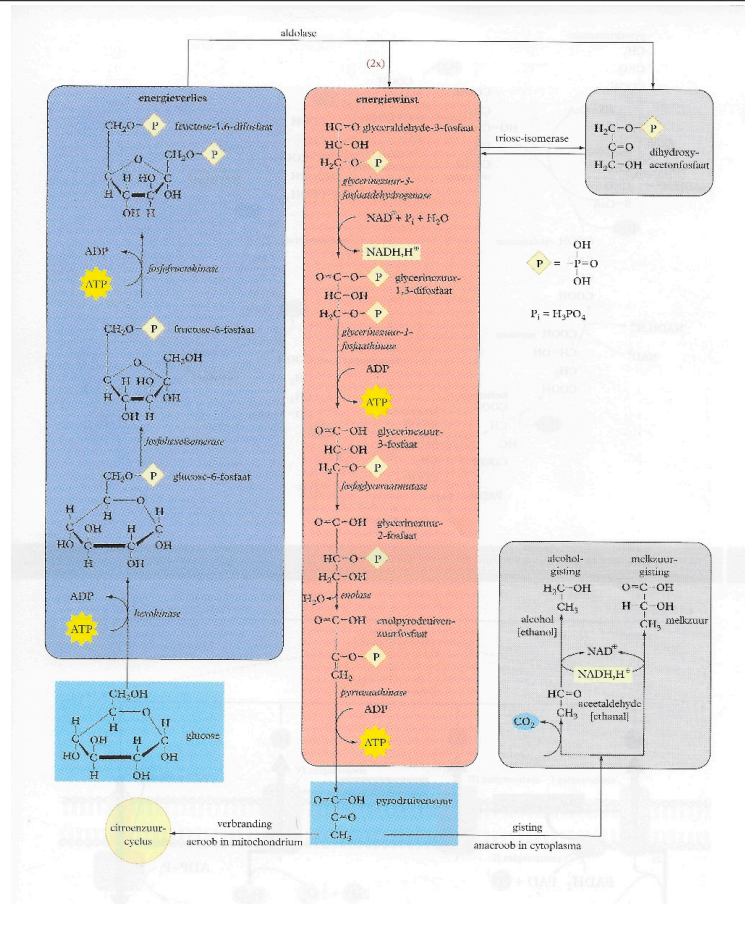 aldolase
(2x)
energieverlies
CH₂O– P fructose-1,6-difosfaat
CH₂O– P
O
H HO
C C
H C–C OH
OH H
ADP
fosfofructokinase
ATP
CH₂O– P fructose-6-fosfaat
O CH₂OH
H HO
C C
H C–C OH
OH H
fosfohexoisomerase
CH₂O– P glucose-6-fosfaat
C–O
H H H
C OH H C
HO C–C OH
H OH
ADP
hexokinase
ATP
CH₂OH
C–O
H H H
C OH H C glucose
HO C–C OH
H OH
energiewinst
HC=O glyceraldehyde-3-fosfaat
HC–OH
H₂C–O– P
glycerinezuur-3-
fosfaatdehydrogenase
NAD⊕ + Pᵢ + H₂O
NADH,H⊕
O=C–O– P glycerinezuur-
1,3-difosfaat
HC–OH
H₂C–O– P
glycerinezuur-1-
fosfaatkinase
ADP
ATP
O=C–OH glycerinezuur-
3-fosfaat
HC–OH
H₂C–O– P
fosfoglyceraatmutase
O=C–OH glycerinezuur-
2-fosfaat
HC–O– P
H₂C–OH
H₂O enolase
O=C–OH enolpyrodruiven-
zuurfosfaat
C–O– P
CH₂
pyruvaatkinase
ADP
ATP
O=C–OH pyrodruivenzuur
C=O
CH₃
triose-isomerase
H₂C–O– P
C=O dihydroxy-
H₂C–OH acetonfosfaat
OH
P = –P=O
OH
Pᵢ = H₃PO₄
alcohol-
gisting
melkzuur-
gisting
H₂C–OH
CH₃
alcohol
[ethanol]
O=C–OH
H–C–OH
CH₃ melkzuur
NAD⊕
NADH,H⊕
HC=O
CH₃
aceetaldehyde
[ethanal]
CO₂
citroenzuur-
cyclus
verbranding
aeroob in mitochondrium
gisting
anaeroob in cytoplasma